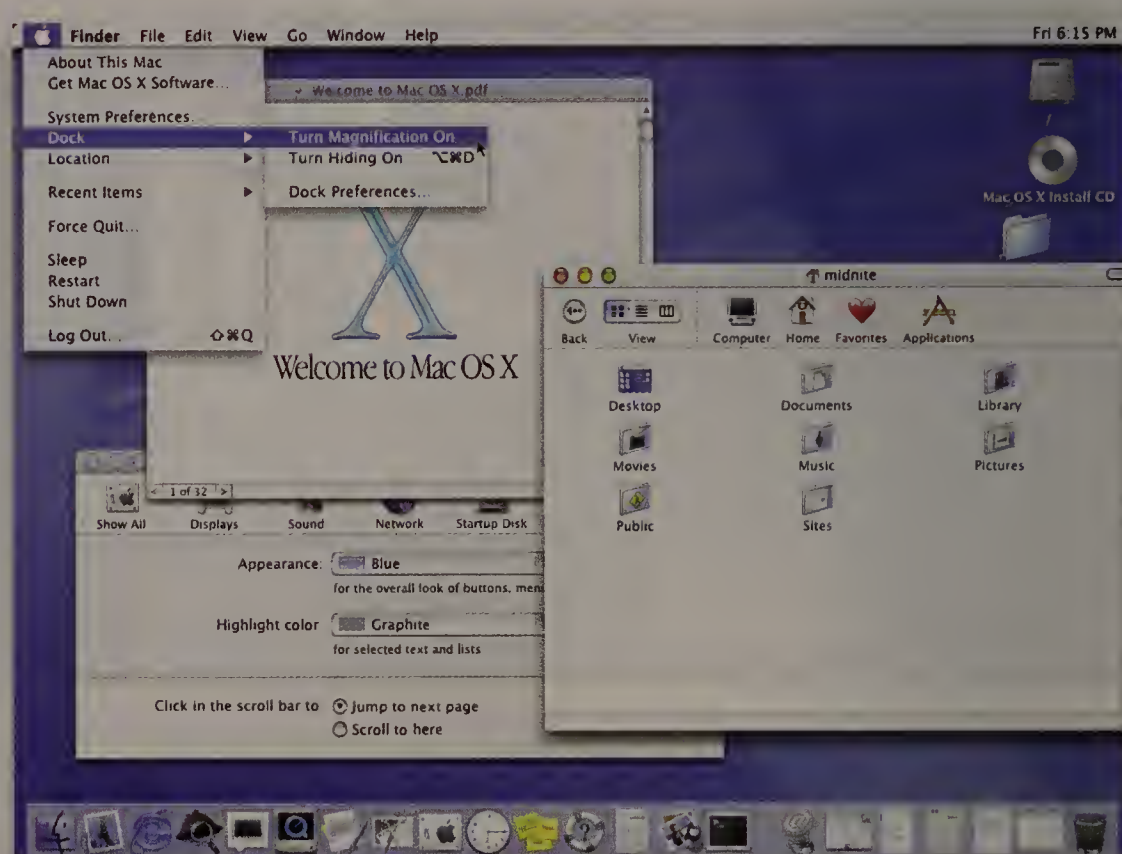 Finder File Edit View Go Window Help
Fri 6:15 PM
About This Mac
Get Mac OS X Software...
System Preferences.
Dock
Location
Recent Items
Force Quit...
Sleep
Restart
Shut Down
Log Out... ⇧⌘Q
Turn Magnification On
Turn Hiding On ⌥⌘D
Dock Preferences...
Welcome to Mac OS X.pdf
X
Welcome to Mac OS X
1 of 32
/
Mac OS X Install CD
midnite
Back View Computer Home Favorites Applications
Desktop Documents Library
Movies Music Pictures
Public Sites
Show All Displays Sound Network Startup Disk
Appearance: Blue
for the overall look of buttons, men
Highlight color Graphite
for selected text and lists
Click in the scroll bar to Jump to next page
Scroll to here